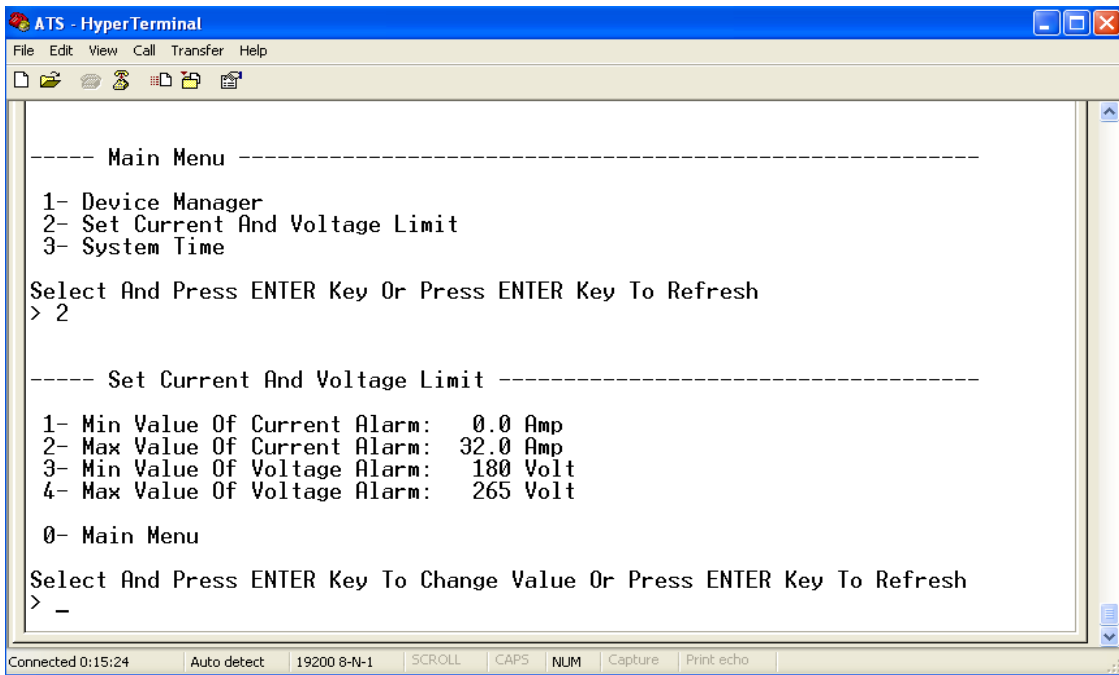 ATS - HyperTerminal
File Edit View Call Transfer Help
----- Main Menu ---------------------------------------------------------
1- Device Manager
2- Set Current And Voltage Limit
3- System Time
Select And Press ENTER Key Or Press ENTER Key To Refresh
> 2
----- Set Current And Voltage Limit -------------------------------------
1- Min Value Of Current Alarm: 0.0 Amp
2- Max Value Of Current Alarm: 32.0 Amp
3- Min Value Of Voltage Alarm: 180 Volt
4- Max Value Of Voltage Alarm: 265 Volt
0- Main Menu
Select And Press ENTER Key To Change Value Or Press ENTER Key To Refresh
> _
Connected 0:15:24 Auto detect 19200 8-N-1 SCROLL CAPS NUM Capture Print echo